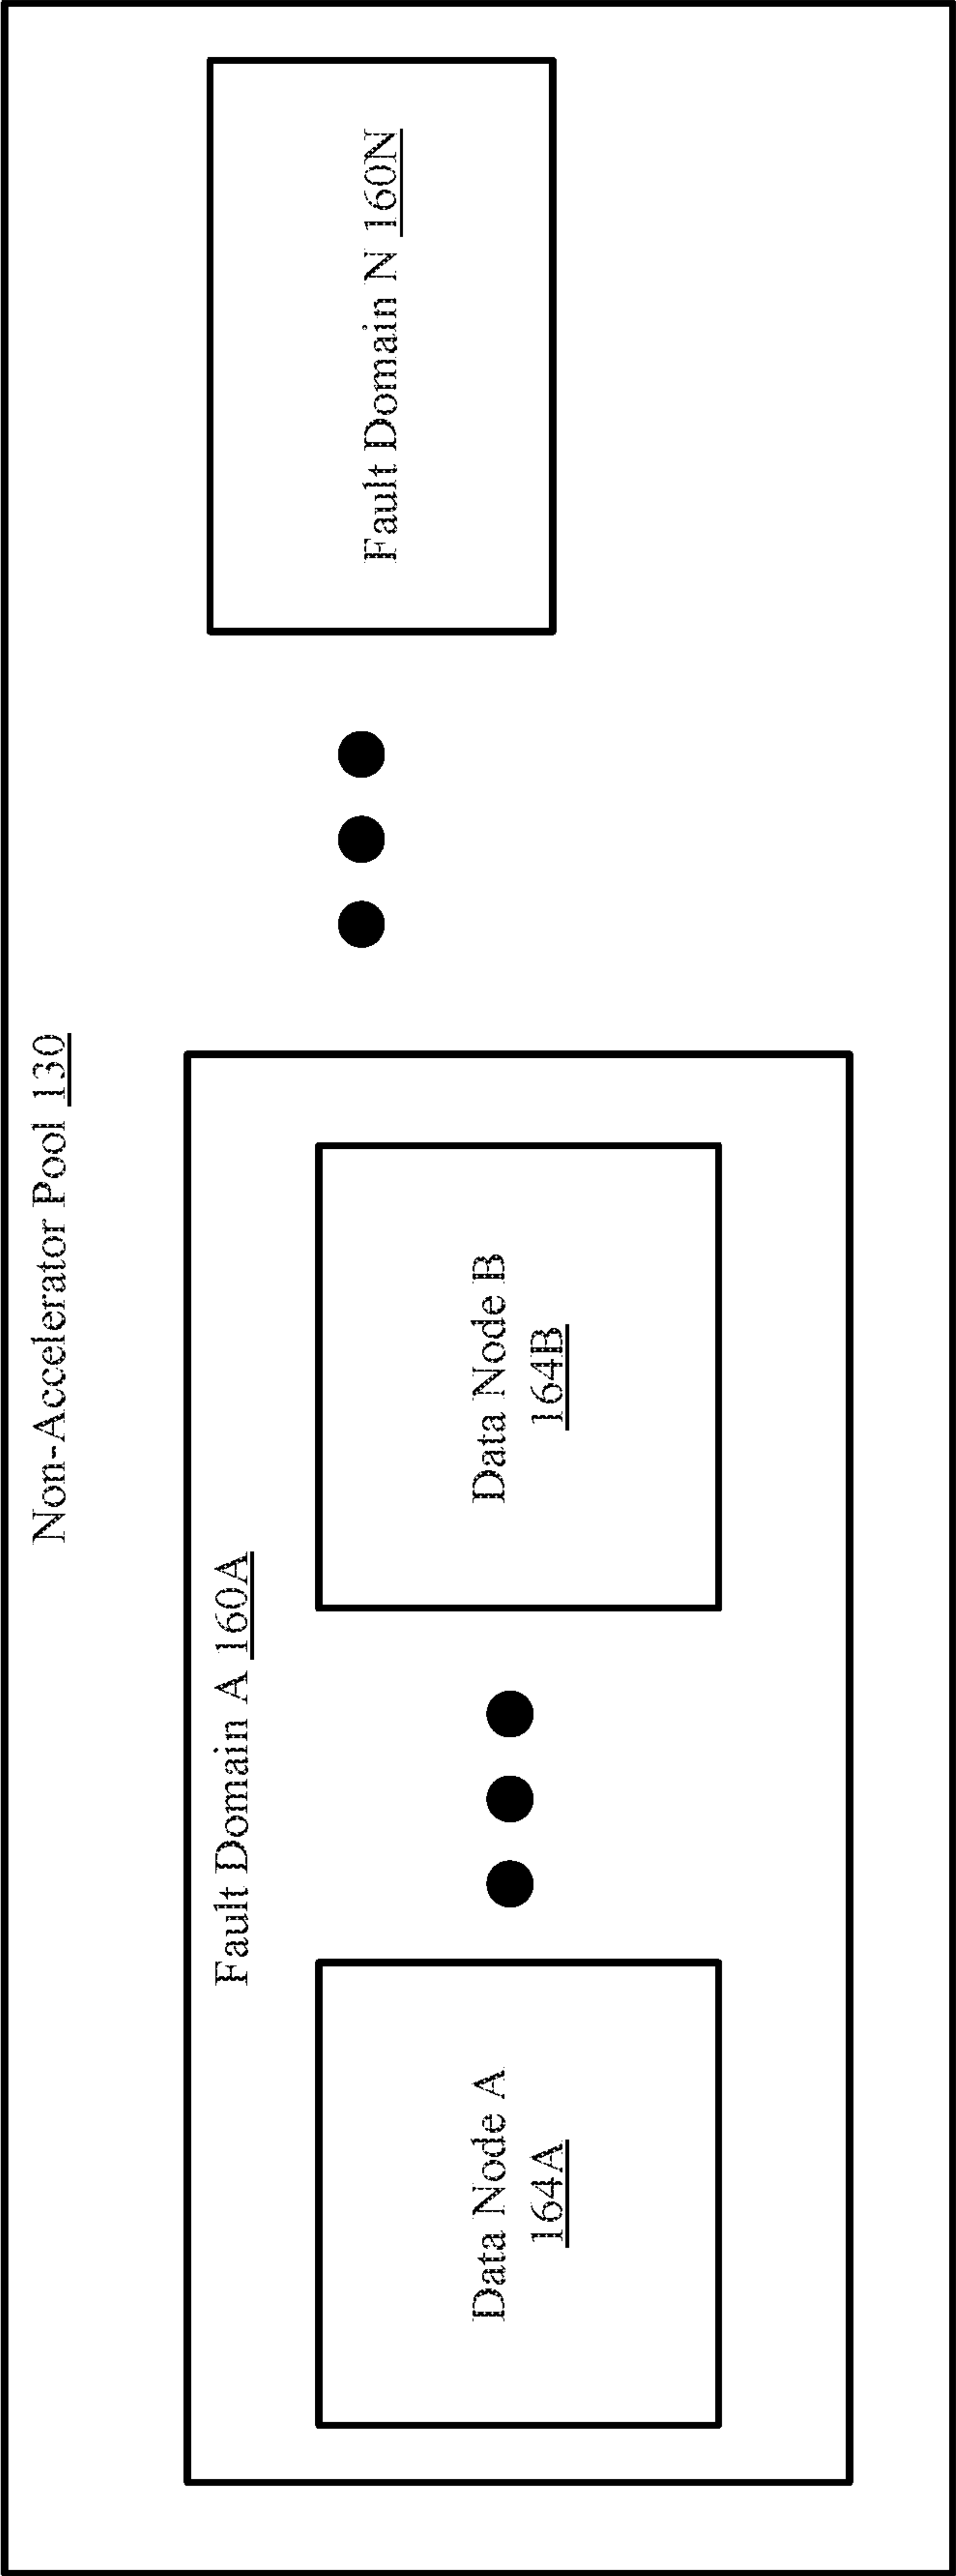 Non-Accelerator Pool 130
Fault Domain A 160A
Data Node A
164A
Data Node B
164B
Fault Domain N 160N